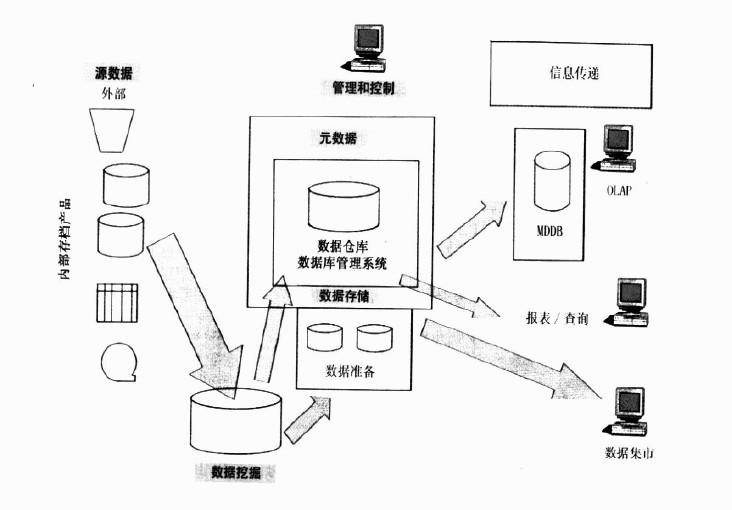 管理和控制
信息传递
源数据
外部
元数据
OLAP
MDDB
内部存档产品
数据仓库
数据库管理系统
数据存储
报表/查询
数据准备
数据集市
数据挖掘